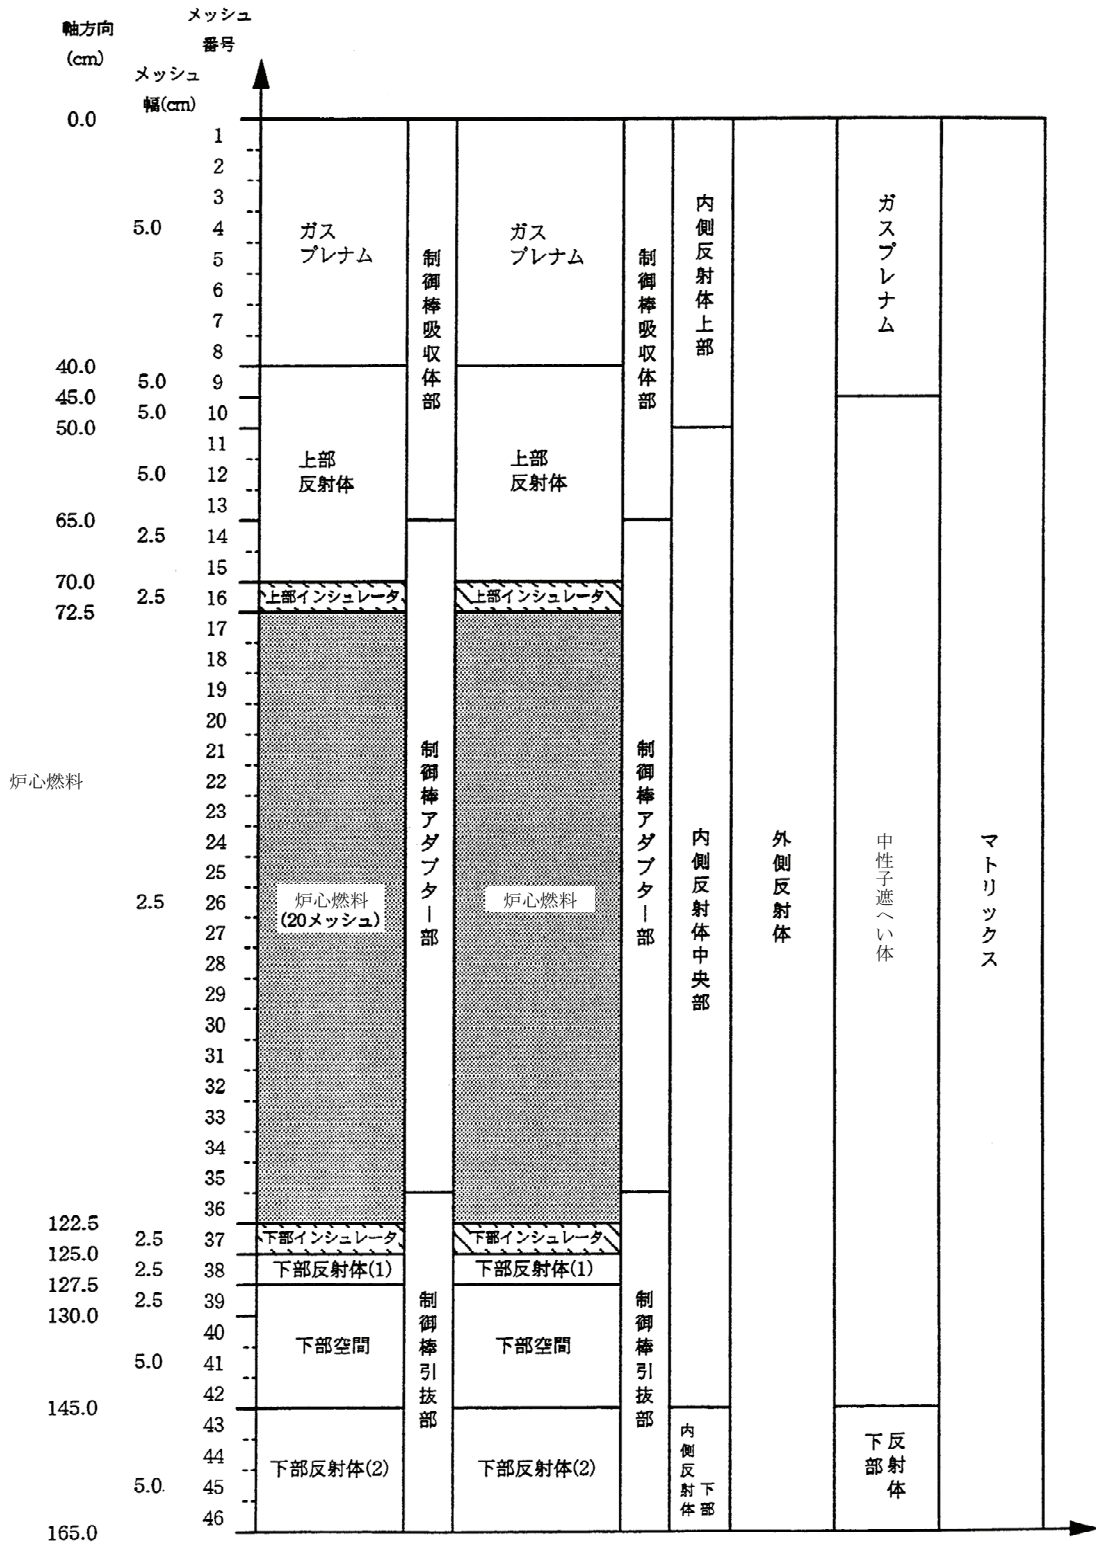 軸方向
(cm)
メッシュ
番号
メッシュ
幅(cm)
0.0
40.0
45.0
50.0
65.0
70.0
72.5
炉心燃料
122.5
125.0
127.5
130.0
145.0
165.0
5.0
5.0
5.0
5.0
2.5
2.5
2.5
2.5
2.5
2.5
5.0
5.0
1
2
3
4
5
6
7
8
9
10
11
12
13
14
15
16
17
18
19
20
21
22
23
24
25
26
27
28
29
30
31
32
33
34
35
36
37
38
39
40
41
42
43
44
45
46
ガス
プレナム
上部
反射体
上部インシュレータ
炉心燃料
(20メッシュ)
下部インシュレータ
下部反射体(1)
下部空間
下部反射体(2)
制御棒吸収体部
制御棒アダプター部
制御棒引抜部
ガス
プレナム
上部
反射体
上部インシュレータ
炉心燃料
下部インシュレータ
下部反射体(1)
下部空間
下部反射体(2)
制御棒吸収体部
制御棒アダプター部
制御棒引抜部
内側反射体上部
内側反射体中央部
内側反射体
下部
外側反射体
ガスプレナム
中性子遮へい体
反射体
下部
マトリックス